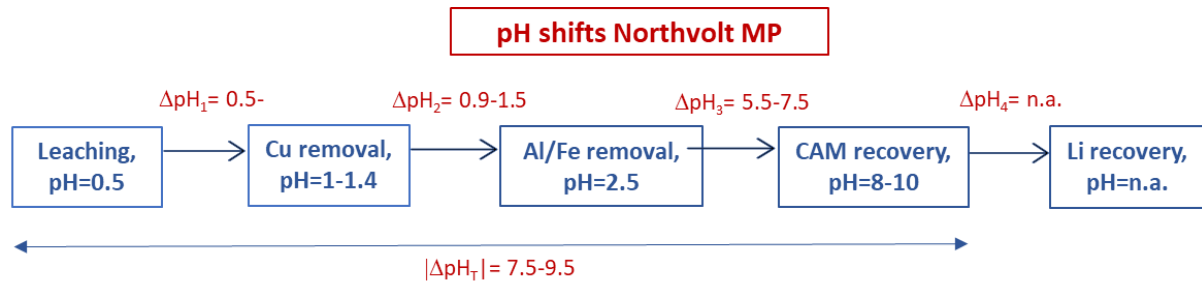 pH shifts Northvolt MP
ΔpH₁= 0.5-
ΔpH₂= 0.9-1.5
ΔpH₃= 5.5-7.5
ΔpH₄= n.a.
Leaching,
pH=0.5
Cu removal,
pH=1-1.4
Al/Fe removal,
pH=2.5
CAM recovery,
pH=8-10
Li recovery,
pH=n.a.
|ΔpH_T|= 7.5-9.5